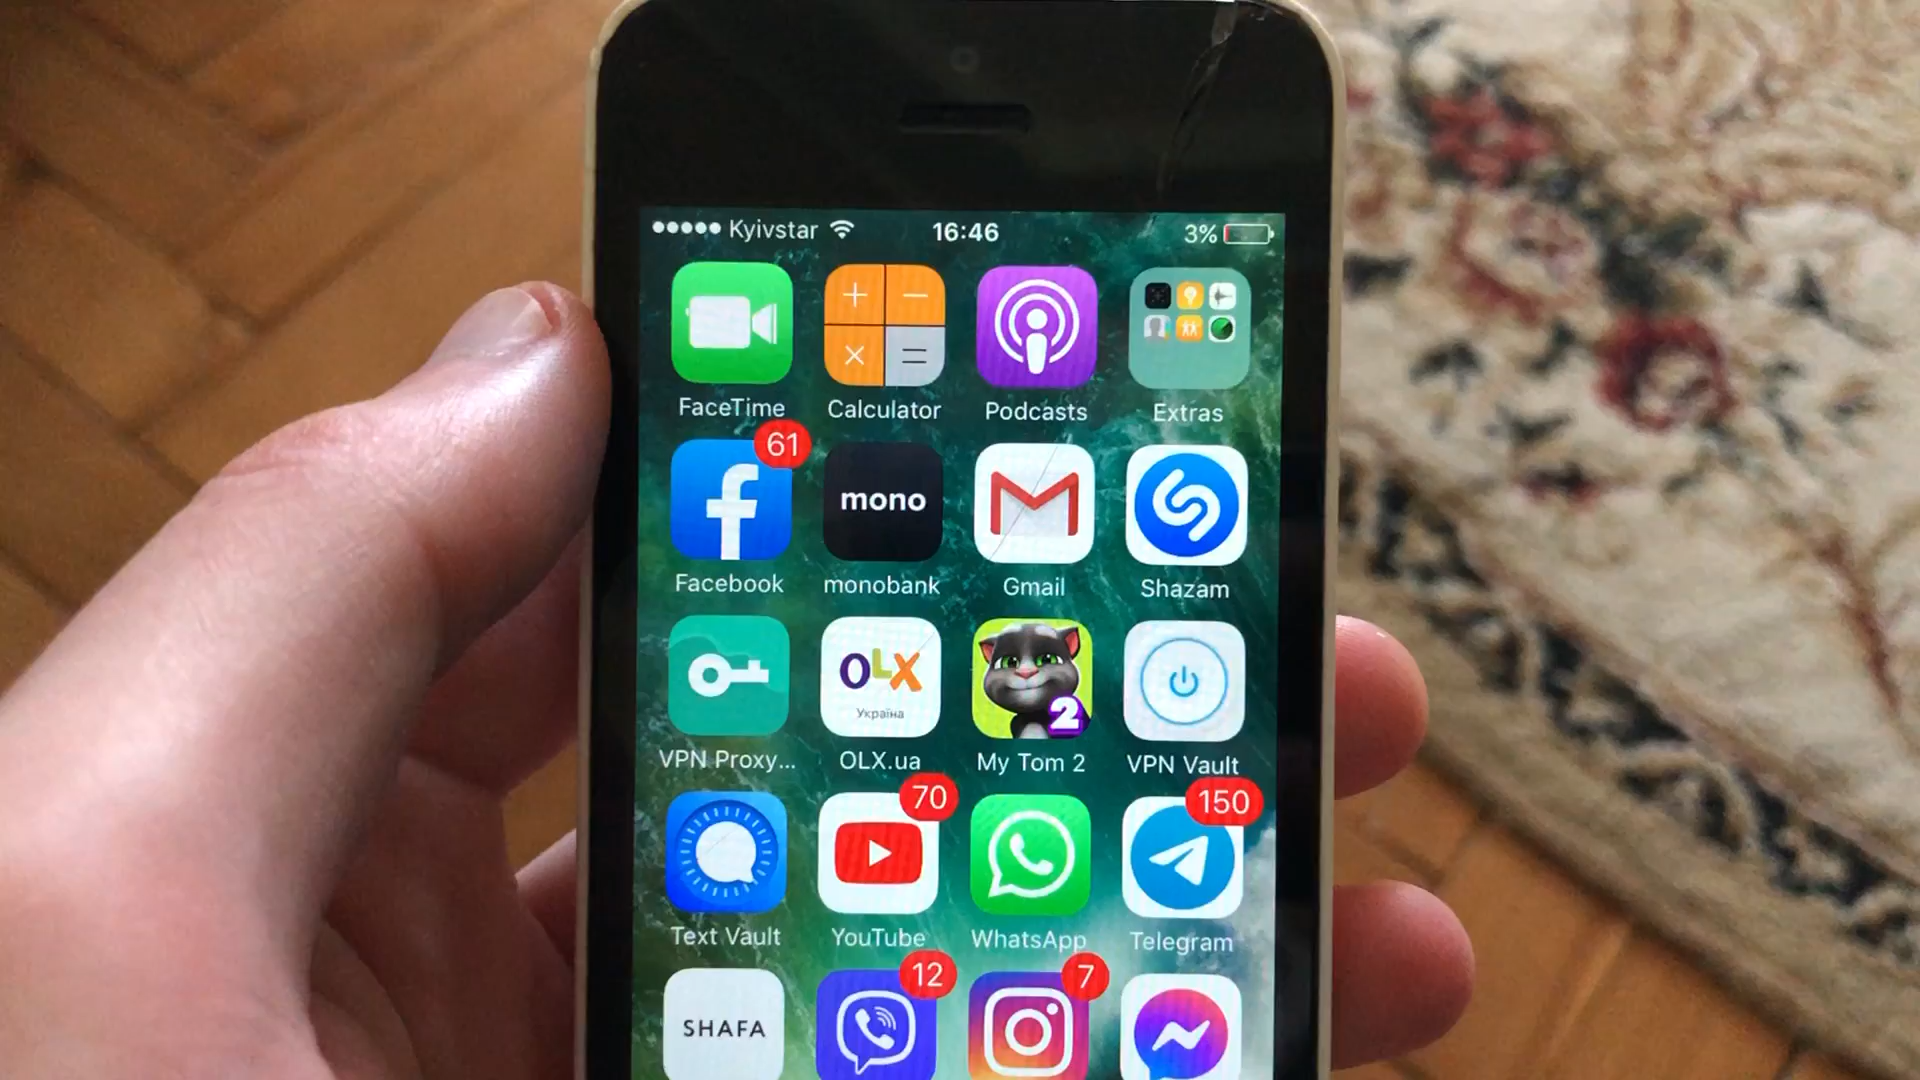 Kyivstar 16:46 3%
FaceTime Calculator Podcasts Extras
61
mono
Facebook monobank Gmail Shazam
OLX
Україна
2
VPN Proxy... OLX.ua My Tom 2 VPN Vault
70 150
Text Vault YouTube WhatsApp Telegram
12 7
SHAFA